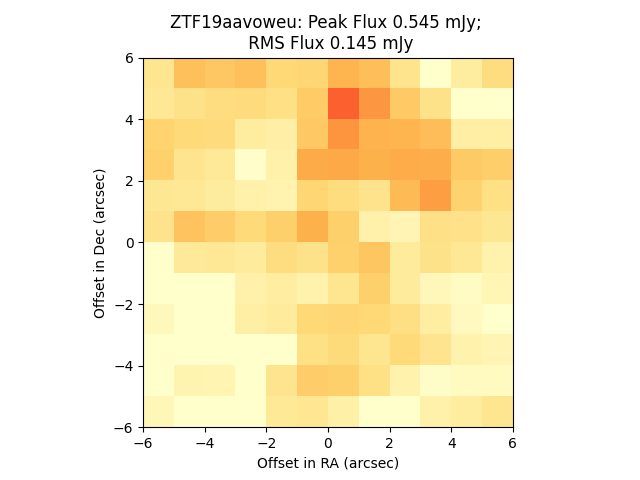 ZTF19aavoweu: Peak Flux 0.545 mJy;
RMS Flux 0.145 mJy
6
4
2
0
−2
−4
−6
Offset in Dec (arcsec)
−6 −4 −2 0 2 4 6
Offset in RA (arcsec)